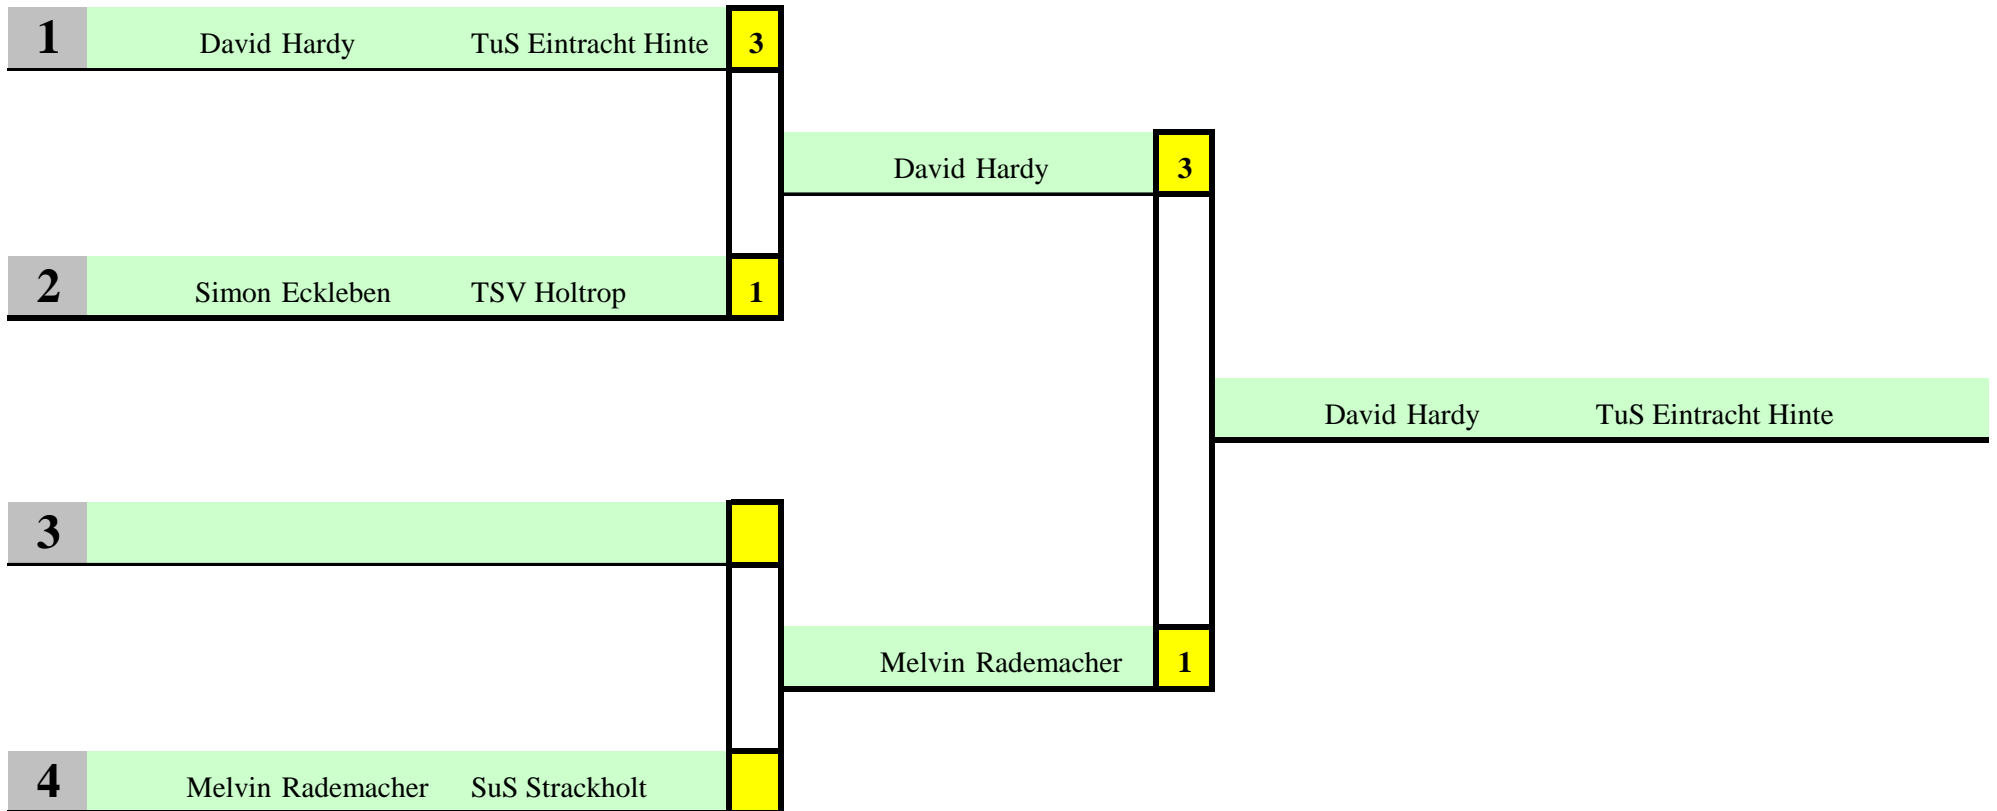 1 David Hardy TuS Eintracht Hinte 3
David Hardy 3
2 Simon Eckleben TSV Holtrop 1
David Hardy TuS Eintracht Hinte
3
Melvin Rademacher 1
4 Melvin Rademacher SuS Strackholt